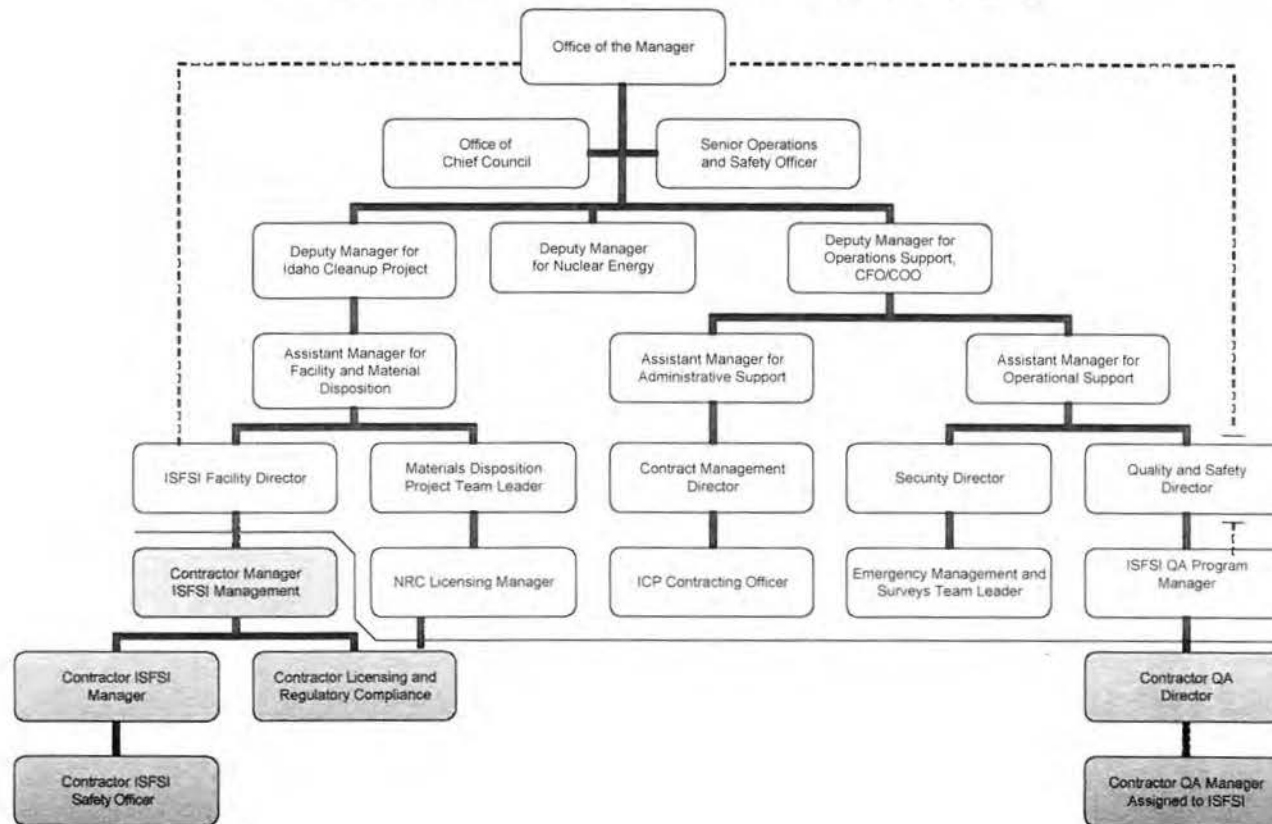 Office of the Manager
Office of
Chief Council
Senior Operations
and Safety Officer
Deputy Manager for
Idaho Cleanup Project
Deputy Manager
for Nuclear Energy
Deputy Manager for
Operations Support,
CFO/COO
Assistant Manager for
Facility and Material
Disposition
Assistant Manager for
Administrative Support
Assistant Manager for
Operational Support
ISFSI Facility Director
Materials Disposition
Project Team Leader
Contract Management
Director
Security Director
Quality and Safety
Director
Contractor Manager
ISFSI Management
NRC Licensing Manager
ICP Contracting Officer
Emergency Management and
Surveys Team Leader
ISFSI QA Program
Manager
Contractor ISFSI
Manager
Contractor Licensing and
Regulatory Compliance
Contractor QA
Director
Contractor ISFSI
Safety Officer
Contractor QA Manager
Assigned to ISFSI